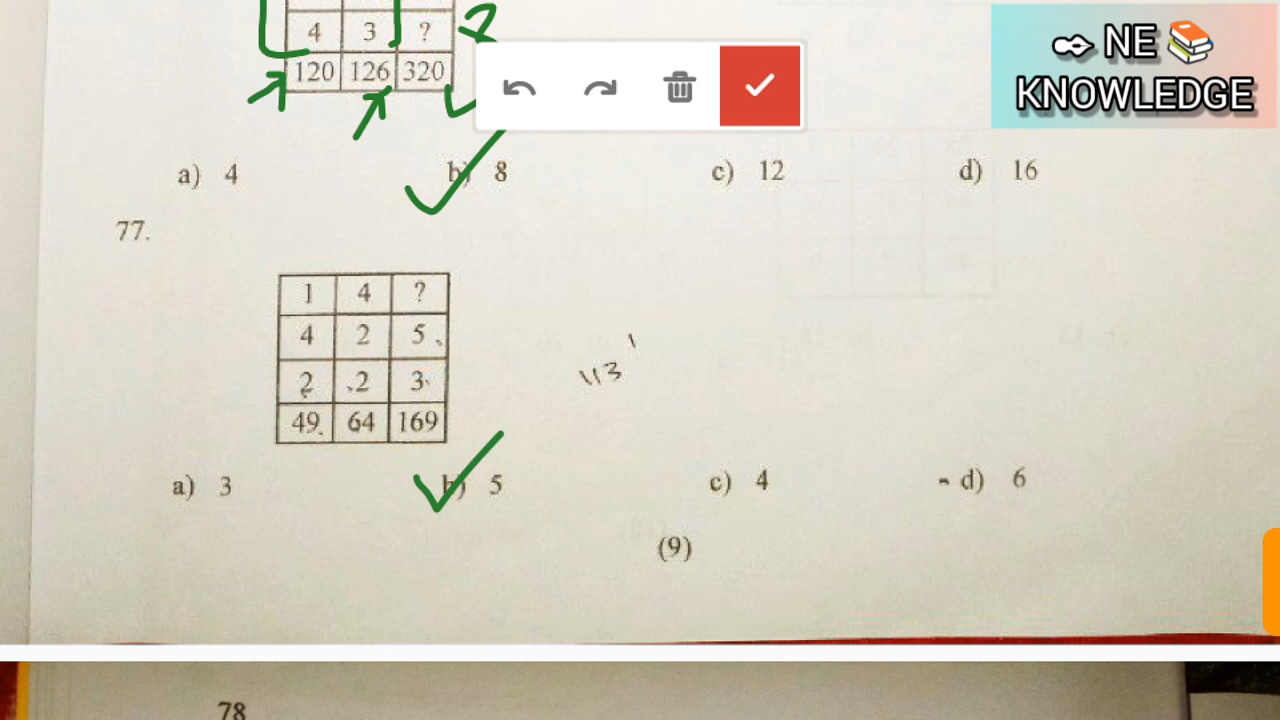 4 3 ?
120 126 320
NE
KNOWLEDGE
a) 4 b) 8 c) 12 d) 16
77.
1 4 ?
4 2 5
2 2 3
49 64 169
113
a) 3 b) 5 c) 4 d) 6
(9)
78